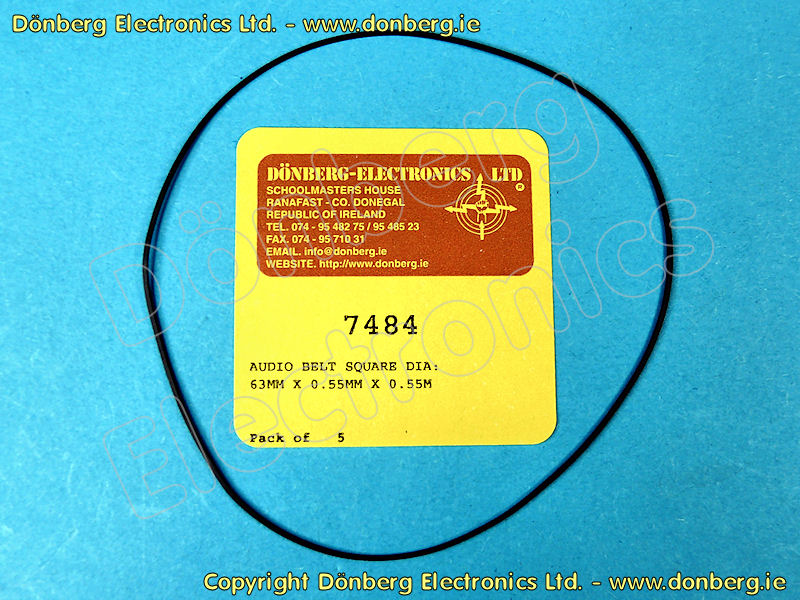 Dönberg Electronics Ltd. - www.donberg.ie
DÖNBERG-ELECTRONICS LTD
®
SCHOOLMASTERS HOUSE
RANAFAST - CO. DONEGAL
REPUBLIC OF IRELAND
TEL. 074 - 95 482 75 / 95 485 23
FAX. 074 - 95 710 31
EMAIL. info@donberg.ie
WEBSITE. http://www.donberg.ie
Dönberg
Electronics
7484
AUDIO BELT SQUARE DIA:
63MM X 0.55MM X 0.55M
Pack of 5
Copyright Dönberg Electronics Ltd. - www.donberg.ie